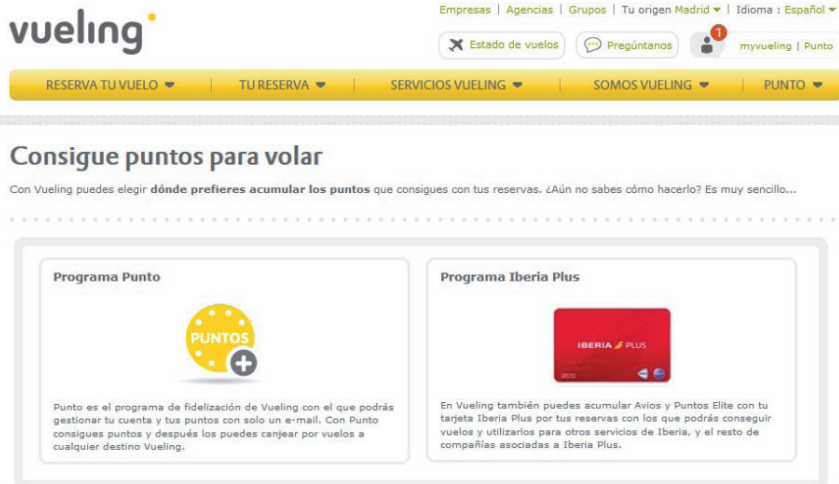 vueling
Empresas | Agencias | Grupos | Tu origen Madrid | Idioma : Español
Estado de vuelos
Pregúntanos
1
myvueling | Punto
RESERVA TU VUELO | TU RESERVA | SERVICIOS VUELING | SOMOS VUELING | PUNTO
Consigue puntos para volar
Con Vueling puedes elegir dónde prefieres acumular los puntos que consigues con tus reservas. ¿Aún no sabes cómo hacerlo? Es muy sencillo...
Programa Punto
PUNTOS
Punto es el programa de fidelización de Vueling con el que podrás
gestionar tu cuenta y tus puntos con solo un e-mail. Con Punto
consigues puntos y después los puedes canjear por vuelos a
cualquier destino Vueling.
Programa Iberia Plus
IBERIA PLUS
En Vueling también puedes acumular Avios y Puntos Elite con tu
tarjeta Iberia Plus por tus reservas con los que podrás conseguir
vuelos y utilizarlos para otros servicios de Iberia, y el resto de
compañías asociadas a Iberia Plus.